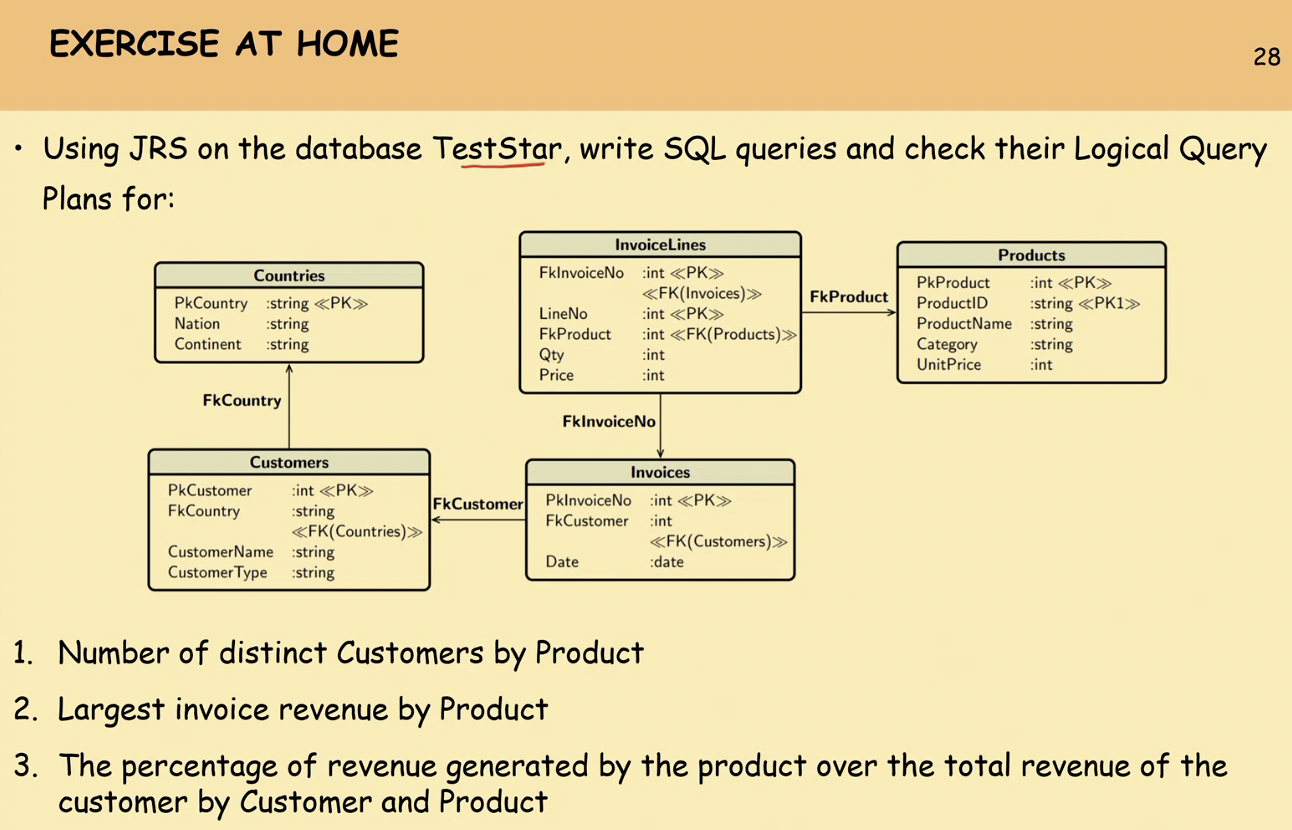 EXERCISE AT HOME
28
• Using JRS on the database TestStar, write SQL queries and check their Logical Query
Plans for:
Countries
PkCountry :string ≪PK≫
Nation :string
Continent :string
InvoiceLines
FkInvoiceNo :int ≪PK≫
≪FK(Invoices)≫
LineNo :int ≪PK≫
FkProduct :int ≪FK(Products)≫
Qty :int
Price :int
FkProduct
Products
PkProduct :int ≪PK≫
ProductID :string ≪PK1≫
ProductName :string
Category :string
UnitPrice :int
FkCountry
FkInvoiceNo
Customers
PkCustomer :int ≪PK≫
FkCountry :string
≪FK(Countries)≫
CustomerName :string
CustomerType :string
FkCustomer
Invoices
PkInvoiceNo :int ≪PK≫
FkCustomer :int
≪FK(Customers)≫
Date :date
1. Number of distinct Customers by Product
2. Largest invoice revenue by Product
3. The percentage of revenue generated by the product over the total revenue of the
customer by Customer and Product